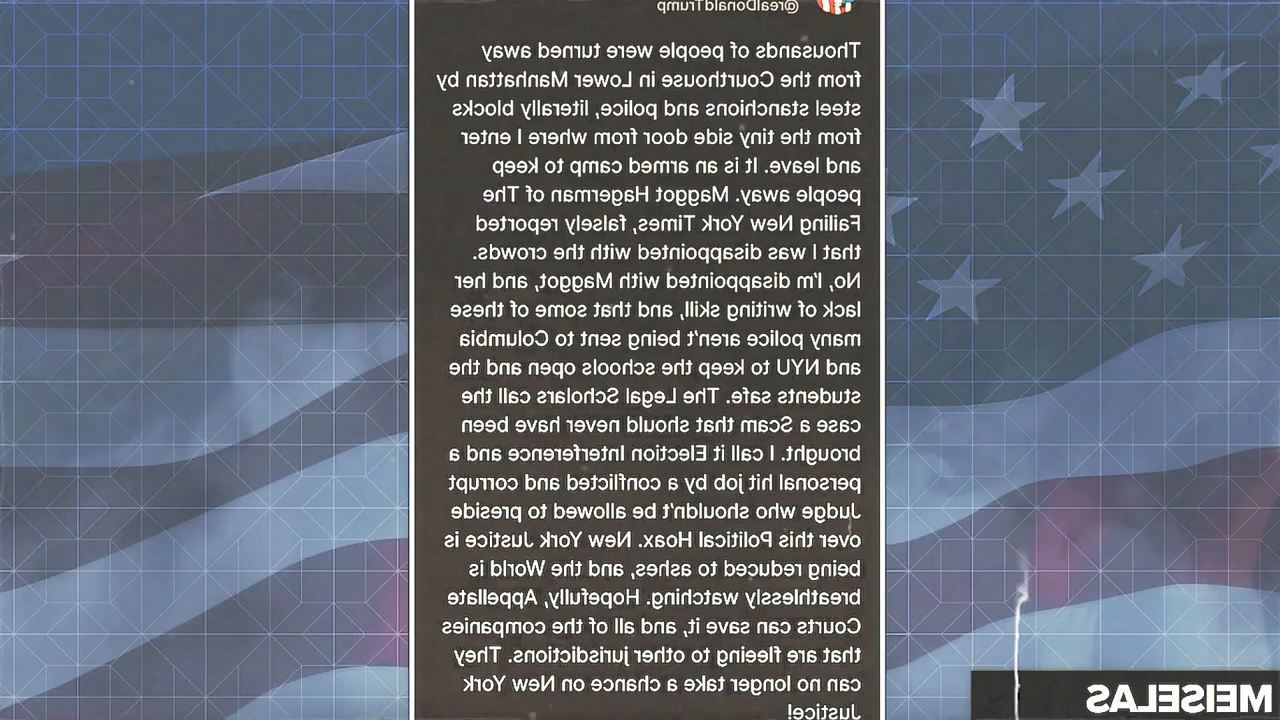 @realDonaldTrump
Thousands of people were turned away
from the Courthouse in Lower Manhattan by
steel stanchions and police, literally blocks
from the tiny side door from where I enter
and leave. It is an armed camp to keep
people away. Maggot Hagerman of The
Failing New York Times, falsely reported
that I was disappointed with the crowds.
No, I'm disappointed with Maggot, and her
lack of writing skill, and that some of these
many police aren't being sent to Columbia
and NYU to keep the schools open and the
students safe. The Legal Scholars call the
case a Scam that should never have been
brought. I call it Election Interference and a
personal hit job by a conflicted and corrupt
Judge who shouldn't be allowed to preside
over this Political Hoax. New York Justice is
being reduced to ashes, and the World is
breathlessly watching. Hopefully, Appellate
Courts can save it, and all of the companies
that are fleeing to other jurisdictions. They
can no longer take a chance on New York
Justice!
MEISELAS